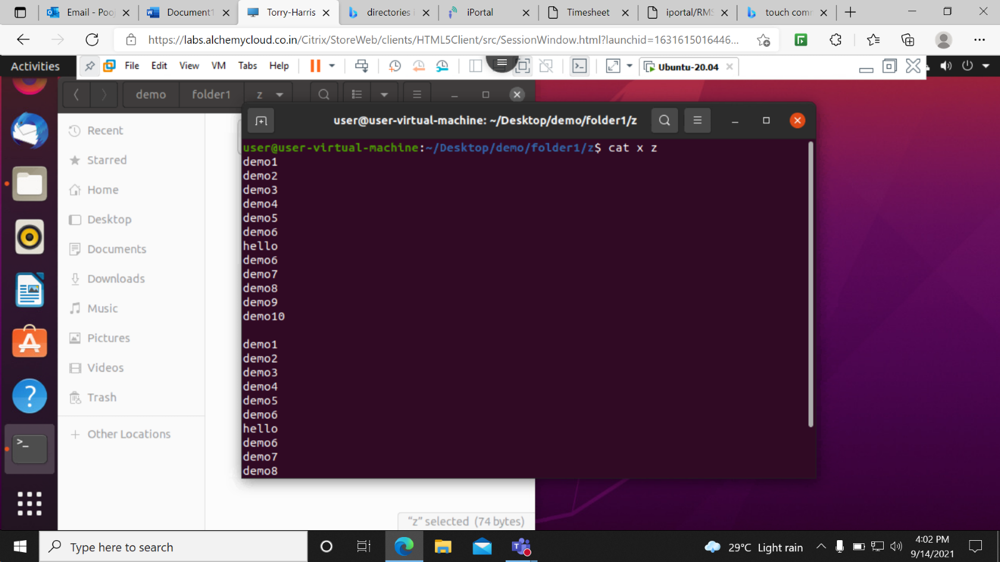 Email - Pooj
Document1
Torry-Harris
directories i
iPortal
Timesheet
iportal/RMS
touch comm
https://labs.alchemycloud.co.in/Citrix/StoreWeb/clients/HTML5Client/src/SessionWindow.html?launchid=1631615016446...
Activities
File Edit View VM Tabs Help
Ubuntu-20.04
demo folder1 z
user@user-virtual-machine: ~/Desktop/demo/folder1/z
Recent
Starred
Home
Desktop
Documents
Downloads
Music
Pictures
Videos
Trash
+ Other Locations
user@user-virtual-machine:~/Desktop/demo/folder1/z$ cat x z
demo1
demo2
demo3
demo4
demo5
demo6
hello
demo6
demo7
demo8
demo9
demo10
demo1
demo2
demo3
demo4
demo5
demo6
hello
demo6
demo7
demo8
“z” selected (74 bytes)
Type here to search
29°C Light rain
4:02 PM
9/14/2021